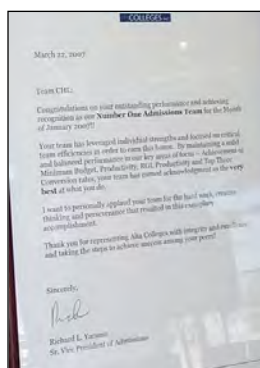 COLLEGES
March 22, 2007
Team CHI,
Congratulations on your outstanding performance and achieving
recognition as our Number One Admissions Team for the Month
of January 2007!!
Your team has leveraged individual strengths and focused on critical
team efficiencies in order to earn this honor. By maintaining a solid
and balanced performance in our key areas of focus – Achievement to
Minimum Budget, Productivity, BGI, Productivity and Top Three
Conversion rates, your team has earned acknowledgment as the very
best at what you do.
I want to personally applaud your team for the hard work, creative
thinking and perseverance that resulted in this exemplary
accomplishment.
Thank you for representing Alta Colleges with integrity and excellence
and taking the steps to achieve success among your peers!
Sincerely,
Richard L.
Sr. Vice President of Admissions